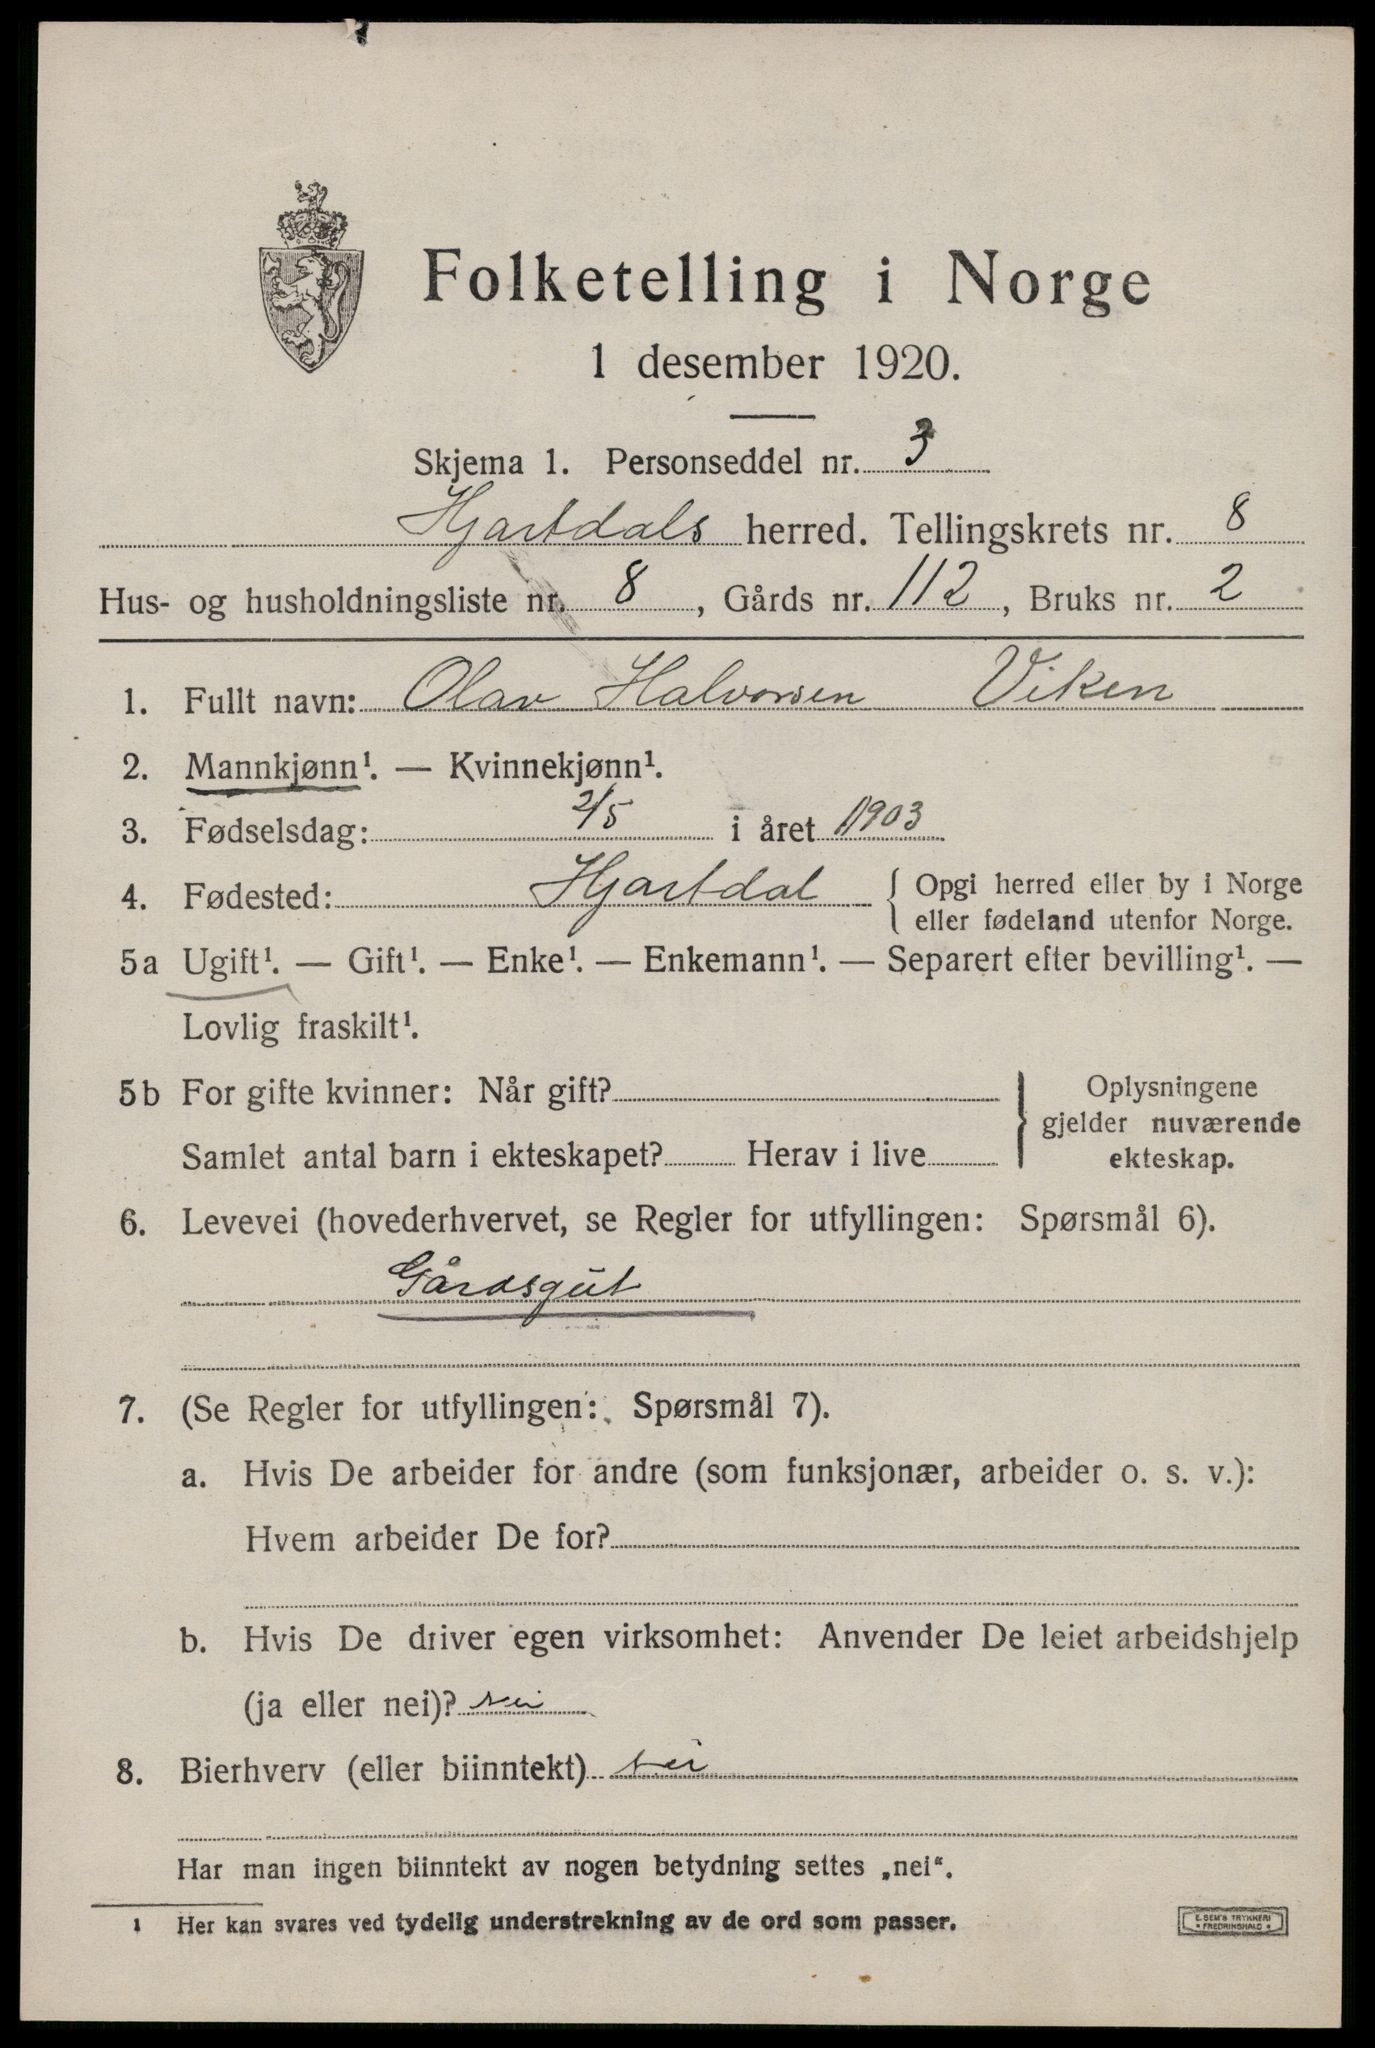 Folketelling i Norge
1 desember 1920.
Skjema 1. Personseddel nr. 3
Hjartdals herred. Tellingskrets nr. 8
Hus- og husholdningsliste nr. 8, Gårds nr. 112, Bruks nr. 2
1. Fullt navn: Olav Halvorsen Viken
2. Mannkjønn¹. — Kvinnekjønn¹.
3. Fødselsdag: 2/5 i året 1903
4. Fødested: Hjartdal { Opgi herred eller by i Norge
eller fødeland utenfor Norge.
5a Ugift¹. — Gift¹. — Enke¹. — Enkemann¹. — Separert efter bevilling¹. —
Lovlig fraskilt¹.
5b For gifte kvinner: Når gift?
Samlet antal barn i ekteskapet? Herav i live
} Oplysningene
gjelder nuværende
ekteskap.
6. Levevei (hovederhvervet, se Regler for utfyllingen: Spørsmål 6).
Gårdsgut
7. (Se Regler for utfyllingen: Spørsmål 7).
a. Hvis De arbeider for andre (som funksjonær, arbeider o. s. v.):
Hvem arbeider De for?
b. Hvis De driver egen virksomhet: Anvender De leiet arbeidshjelp
(ja eller nei)? nei
8. Bierhverv (eller biinntekt) nei
Har man ingen biinntekt av nogen betydning settes „nei“.
1 Her kan svares ved tydelig understrekning av de ord som passer.
E. SEM'S TRYKKERI
* FREDRIKSHALD *